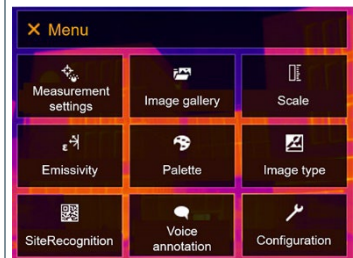 Menu
Measurement
settings
Image gallery
Scale
ε
Emissivity
Palette
Image type
SiteRecognition
Voice
annotation
Configuration